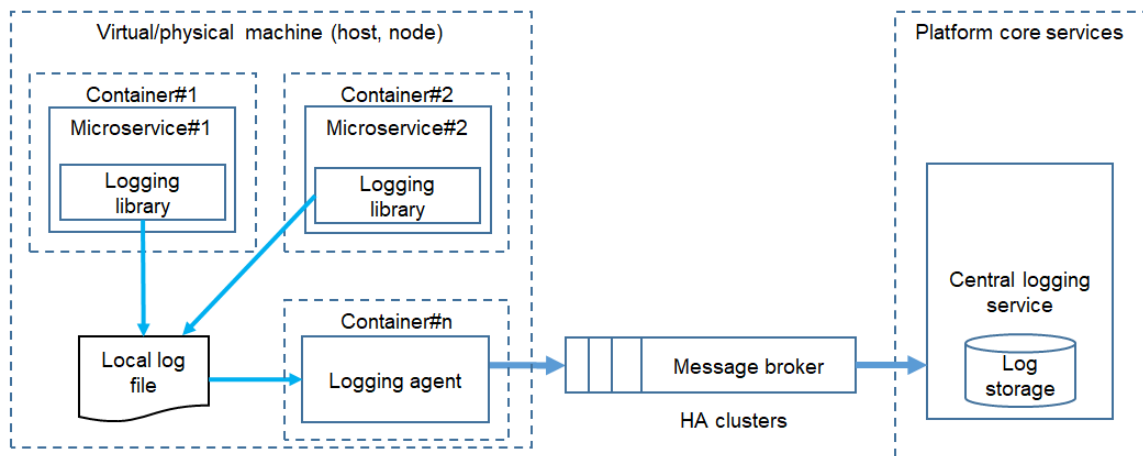 Virtual/physical machine (host, node)
Platform core services
Container#1
Microservice#1
Logging
library
Container#2
Microservice#2
Logging
library
Local log
file
Container#n
Logging agent
Message broker
HA clusters
Central logging
service
Log
storage